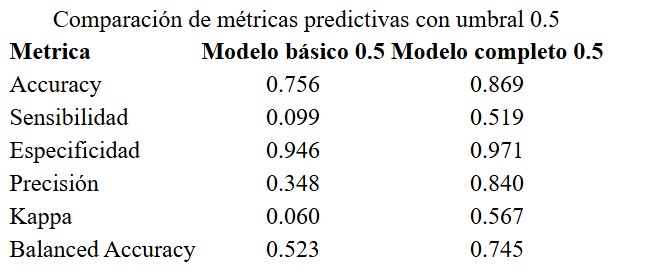 Comparación de métricas predictivas con umbral 0.5
Metrica Modelo básico 0.5 Modelo completo 0.5
Accuracy 0.756 0.869
Sensibilidad 0.099 0.519
Especificidad 0.946 0.971
Precisión 0.348 0.840
Kappa 0.060 0.567
Balanced Accuracy 0.523 0.745